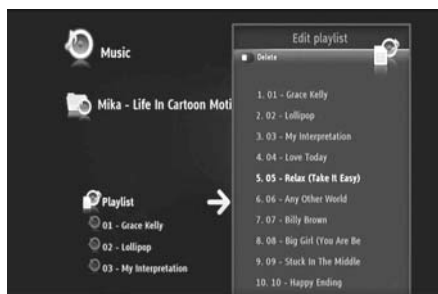 Music
Mika - Life In Cartoon Moti
Playlist
01 - Grace Kelly
02 - Lollipop
03 - My Interpretation
Edit playlist
Delete
1. 01 - Grace Kelly
2. 02 - Lollipop
3. 03 - My Interpretation
4. 04 - Love Today
5. 05 - Relax (Take It Easy)
6. 06 - Any Other World
7. 07 - Billy Brown
8. 08 - Big Girl (You Are Be
9. 09 - Stuck In The Middle
10. 10 - Happy Ending